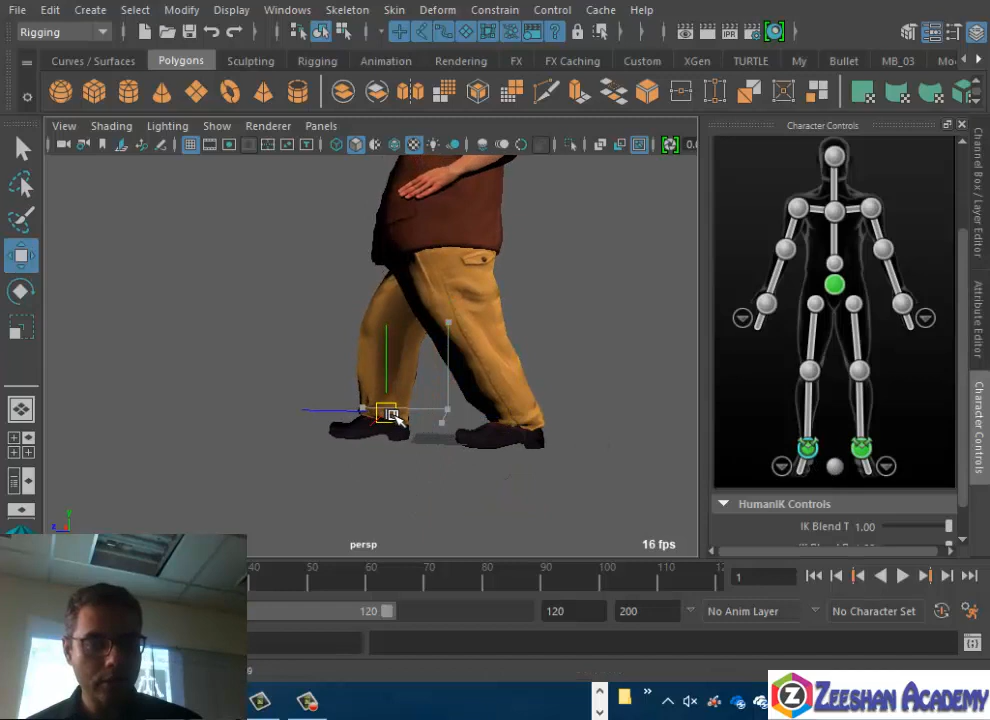 File Edit Create Select Modify Display Windows Skeleton Skin Deform Constrain Control Cache Help
Rigging
IPR
Curves / Surfaces Polygons Sculpting Rigging Animation Rendering FX FX Caching Custom XGen TURTLE My Bullet MB_03
View Shading Lighting Show Renderer Panels
0.0
Character Controls
Channel Box / Layer Editor
Attribute Editor
Character Controls
HumanIK Controls
IK Blend T 1.00
y
z
persp
16 fps
40 50 60 70 80 90 100 110 12
1
120 120 200 No Anim Layer No Character Set
ZEESHAN ACADEMY